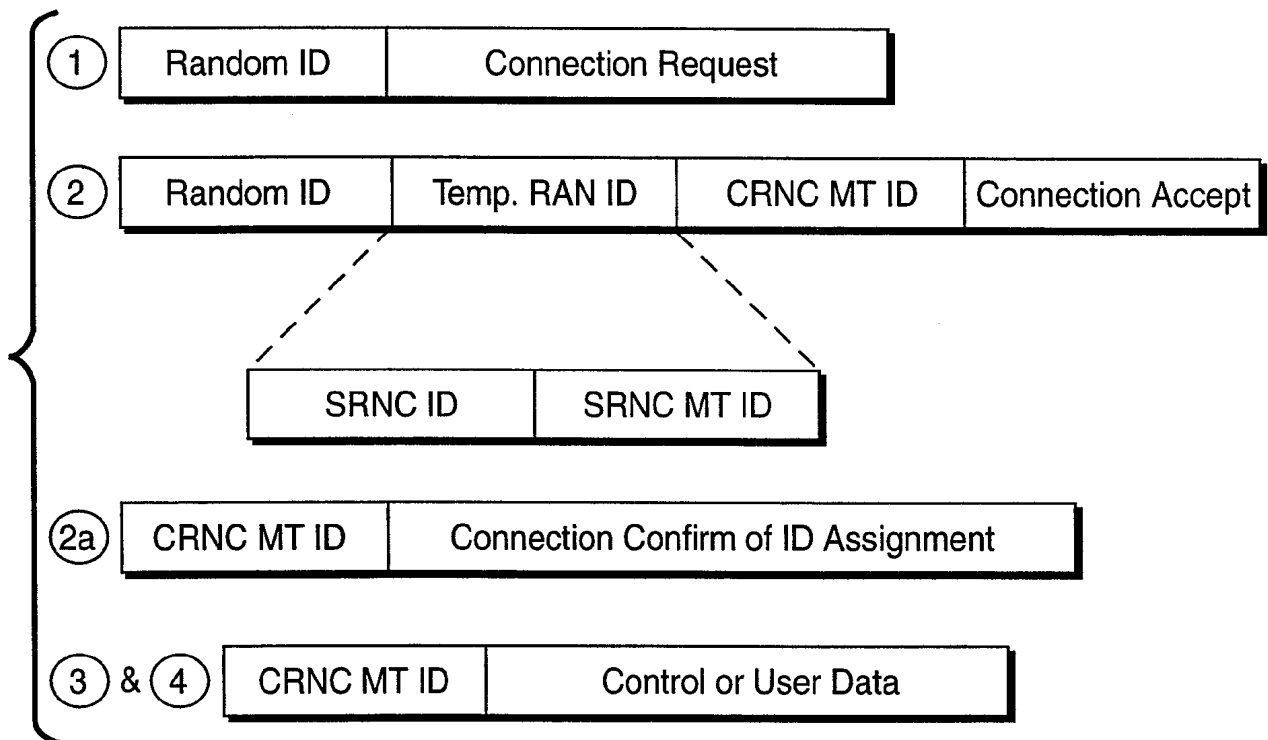 1 Random ID Connection Request
2 Random ID Temp. RAN ID CRNC MT ID Connection Accept
SRNC ID SRNC MT ID
2a CRNC MT ID Connection Confirm of ID Assignment
3 & 4 CRNC MT ID Control or User Data